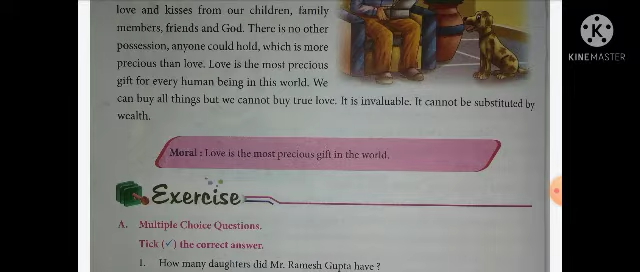 love and kisses from our children, family
members, friends and God. There is no other
possession, anyone could hold, which is more
precious than love. Love is the most precious
gift for every human being in this world. We
can buy all things but we cannot buy true love. It is invaluable. It cannot be substituted by
wealth.
KINEMASTER
Moral : Love is the most precious gift in the world.
Exercise
A. Multiple Choice Questions.
Tick (✓) the correct answer.
1. How many daughters did Mr. Ramesh Gupta have ?